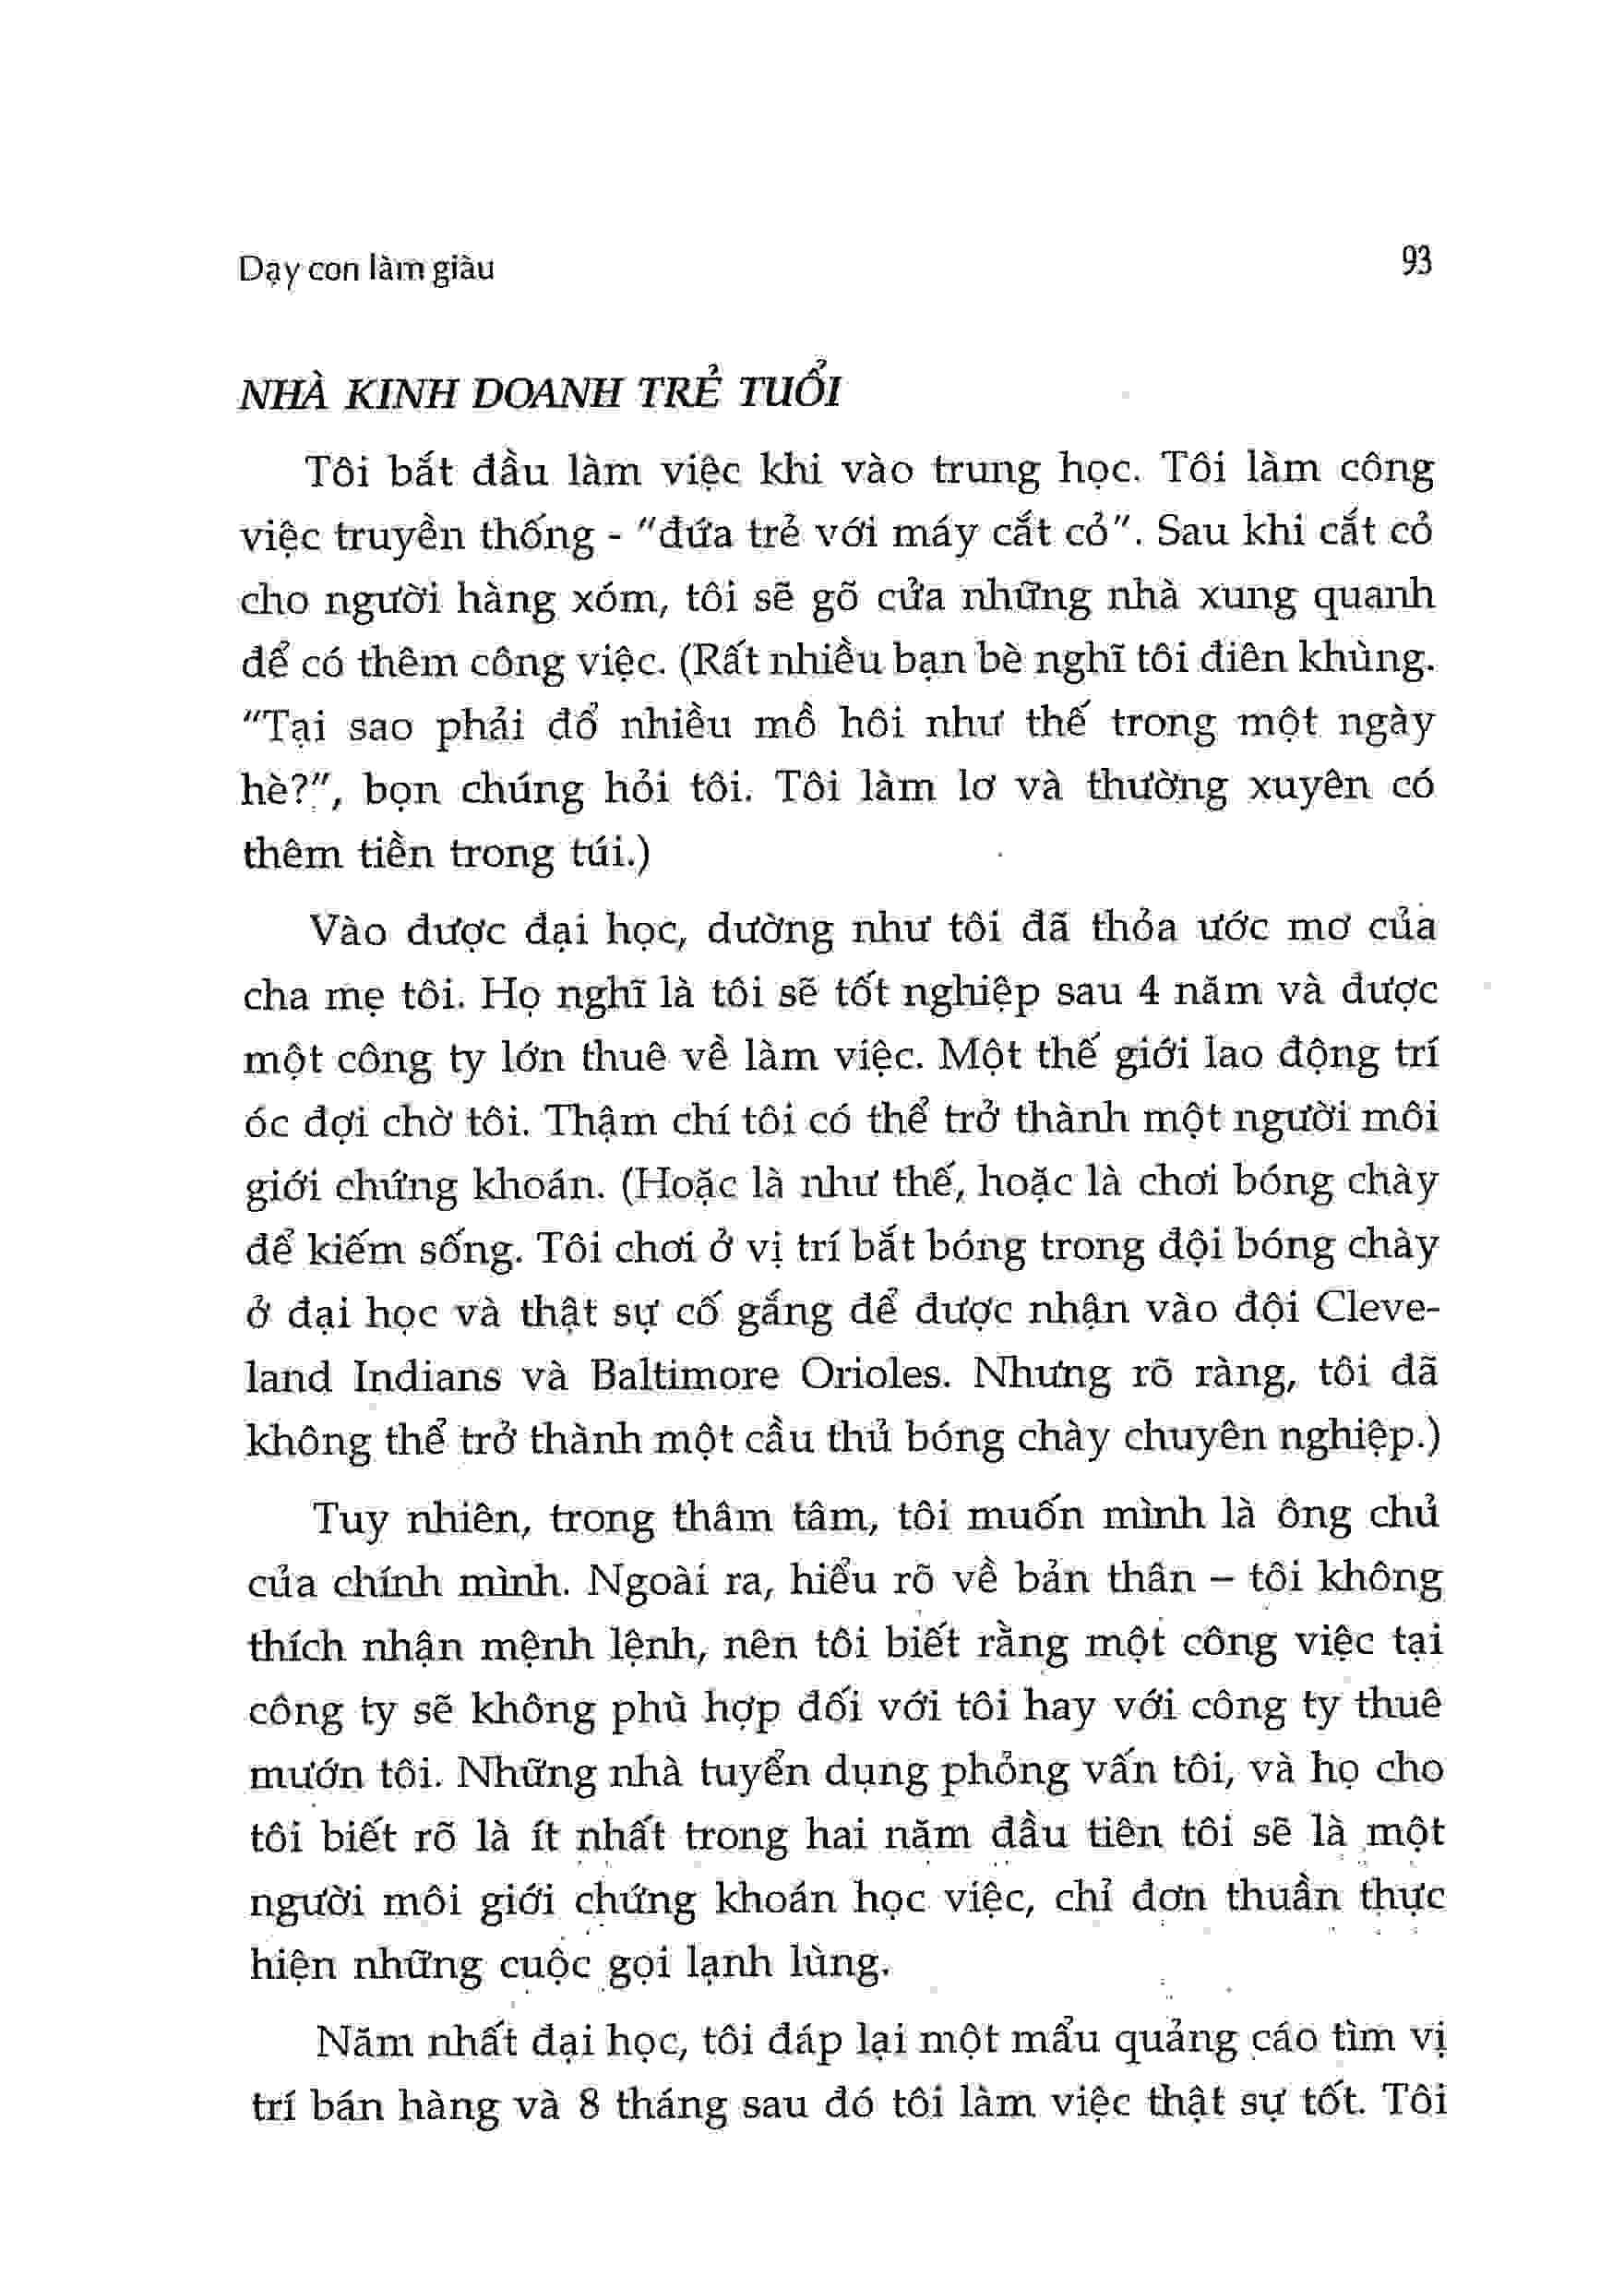 Dạy con làm giàu
93
NHÀ KINH DOANH TRẺ TUỔI
Tôi bắt đầu làm việc khi vào trung học. Tôi làm công
việc truyền thống - "đứa trẻ với máy cắt cỏ". Sau khi cắt cỏ
cho người hàng xóm, tôi sẽ gõ cửa những nhà xung quanh
để có thêm công việc. (Rất nhiều bạn bè nghĩ tôi điên khùng.
"Tại sao phải đổ nhiều mồ hôi như thế trong một ngày
hè?", bọn chúng hỏi tôi. Tôi làm lơ và thường xuyên có
thêm tiền trong túi.)
Vào được đại học, dường như tôi đã thỏa ước mơ của
cha mẹ tôi. Họ nghĩ là tôi sẽ tốt nghiệp sau 4 năm và được
một công ty lớn thuê về làm việc. Một thế giới lao động trí
óc đợi chờ tôi. Thậm chí tôi có thể trở thành một người môi
giới chứng khoán. (Hoặc là như thế, hoặc là chơi bóng chày
để kiếm sống. Tôi chơi ở vị trí bắt bóng trong đội bóng chày
ở đại học và thật sự cố gắng để được nhận vào đội Cleve-
land Indians và Baltimore Orioles. Nhưng rõ ràng, tôi đã
không thể trở thành một cầu thủ bóng chày chuyên nghiệp.)
Tuy nhiên, trong thâm tâm, tôi muốn mình là ông chủ
của chính mình. Ngoài ra, hiểu rõ về bản thân – tôi không
thích nhận mệnh lệnh, nên tôi biết rằng một công việc tại
công ty sẽ không phù hợp đối với tôi hay với công ty thuê
mướn tôi. Những nhà tuyển dụng phỏng vấn tôi, và họ cho
tôi biết rõ là ít nhất trong hai năm đầu tiên tôi sẽ là một
người môi giới chứng khoán học việc, chỉ đơn thuần thực
hiện những cuộc gọi lạnh lùng.
Năm nhất đại học, tôi đáp lại một mẩu quảng cáo tìm vị
trí bán hàng và 8 tháng sau đó tôi làm việc thật sự tốt. Tôi